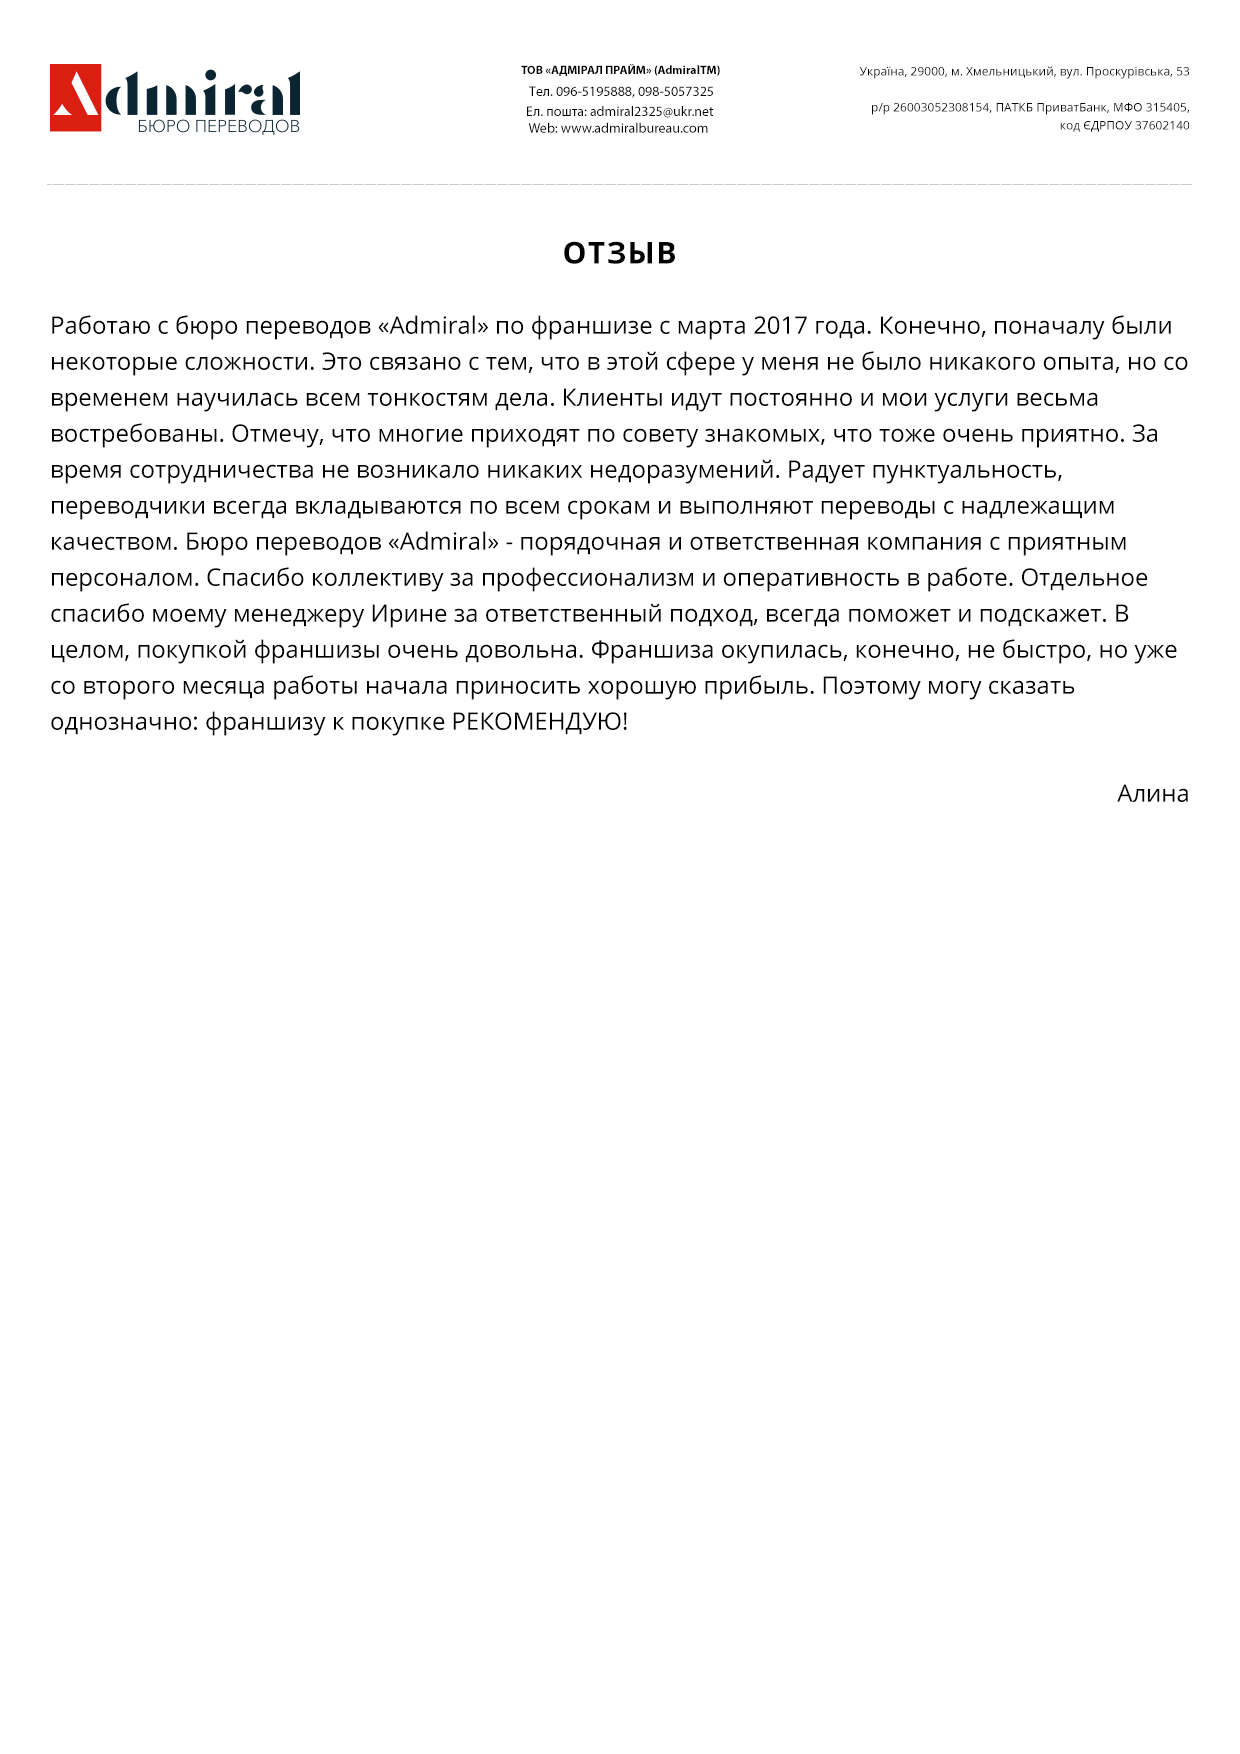 Admiral
БЮРО ПЕРЕВОДОВ
ТОВ «АДМІРАЛ ПРАЙМ» (AdmiralTM)
Тел. 096-5195888, 098-5057325
Ел. пошта: admiral2325@ukr.net
Web: www.admiralbureau.com
Україна, 29000, м. Хмельницький, вул. Проскурівська, 53
р/р 26003052308154, ПАТКБ ПриватБанк, МФО 315405,
код ЄДРПОУ 37602140
ОТЗЫВ
Работаю с бюро переводов «Admiral» по франшизе с марта 2017 года. Конечно, поначалу были
некоторые сложности. Это связано с тем, что в этой сфере у меня не было никакого опыта, но со
временем научилась всем тонкостям дела. Клиенты идут постоянно и мои услуги весьма
востребованы. Отмечу, что многие приходят по совету знакомых, что тоже очень приятно. За
время сотрудничества не возникало никаких недоразумений. Радует пунктуальность,
переводчики всегда вкладываются по всем срокам и выполняют переводы с надлежащим
качеством. Бюро переводов «Admiral» - порядочная и ответственная компания с приятным
персоналом. Спасибо коллективу за профессионализм и оперативность в работе. Отдельное
спасибо моему менеджеру Ирине за ответственный подход, всегда поможет и подскажет. В
целом, покупкой франшизы очень довольна. Франшиза окупилась, конечно, не быстро, но уже
со второго месяца работы начала приносить хорошую прибыль. Поэтому могу сказать
однозначно: франшизу к покупке РЕКОМЕНДУЮ!
Алина